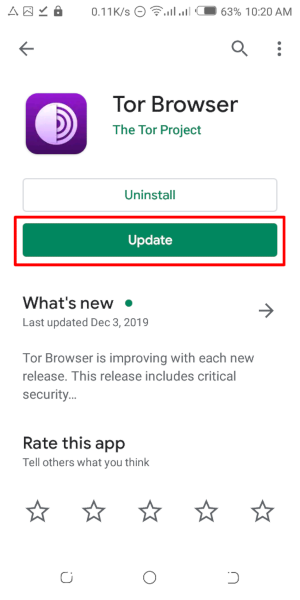 0.11K/s 63% 10:20 AM
Tor Browser
The Tor Project
Uninstall
Update
What's new
Last updated Dec 3, 2019
Tor Browser is improving with each new
release. This release includes critical
security...
Rate this app
Tell others what you think